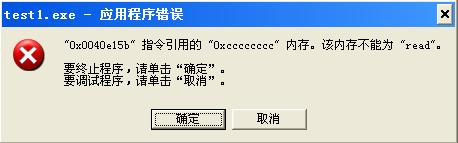 test1.exe - 应用程序错误
"0x0040e15b" 指令引用的 "0xcccccccc" 内存。该内存不能为 "read"。
要终止程序，请单击“确定”。
要调试程序，请单击“取消”。
确定
取消